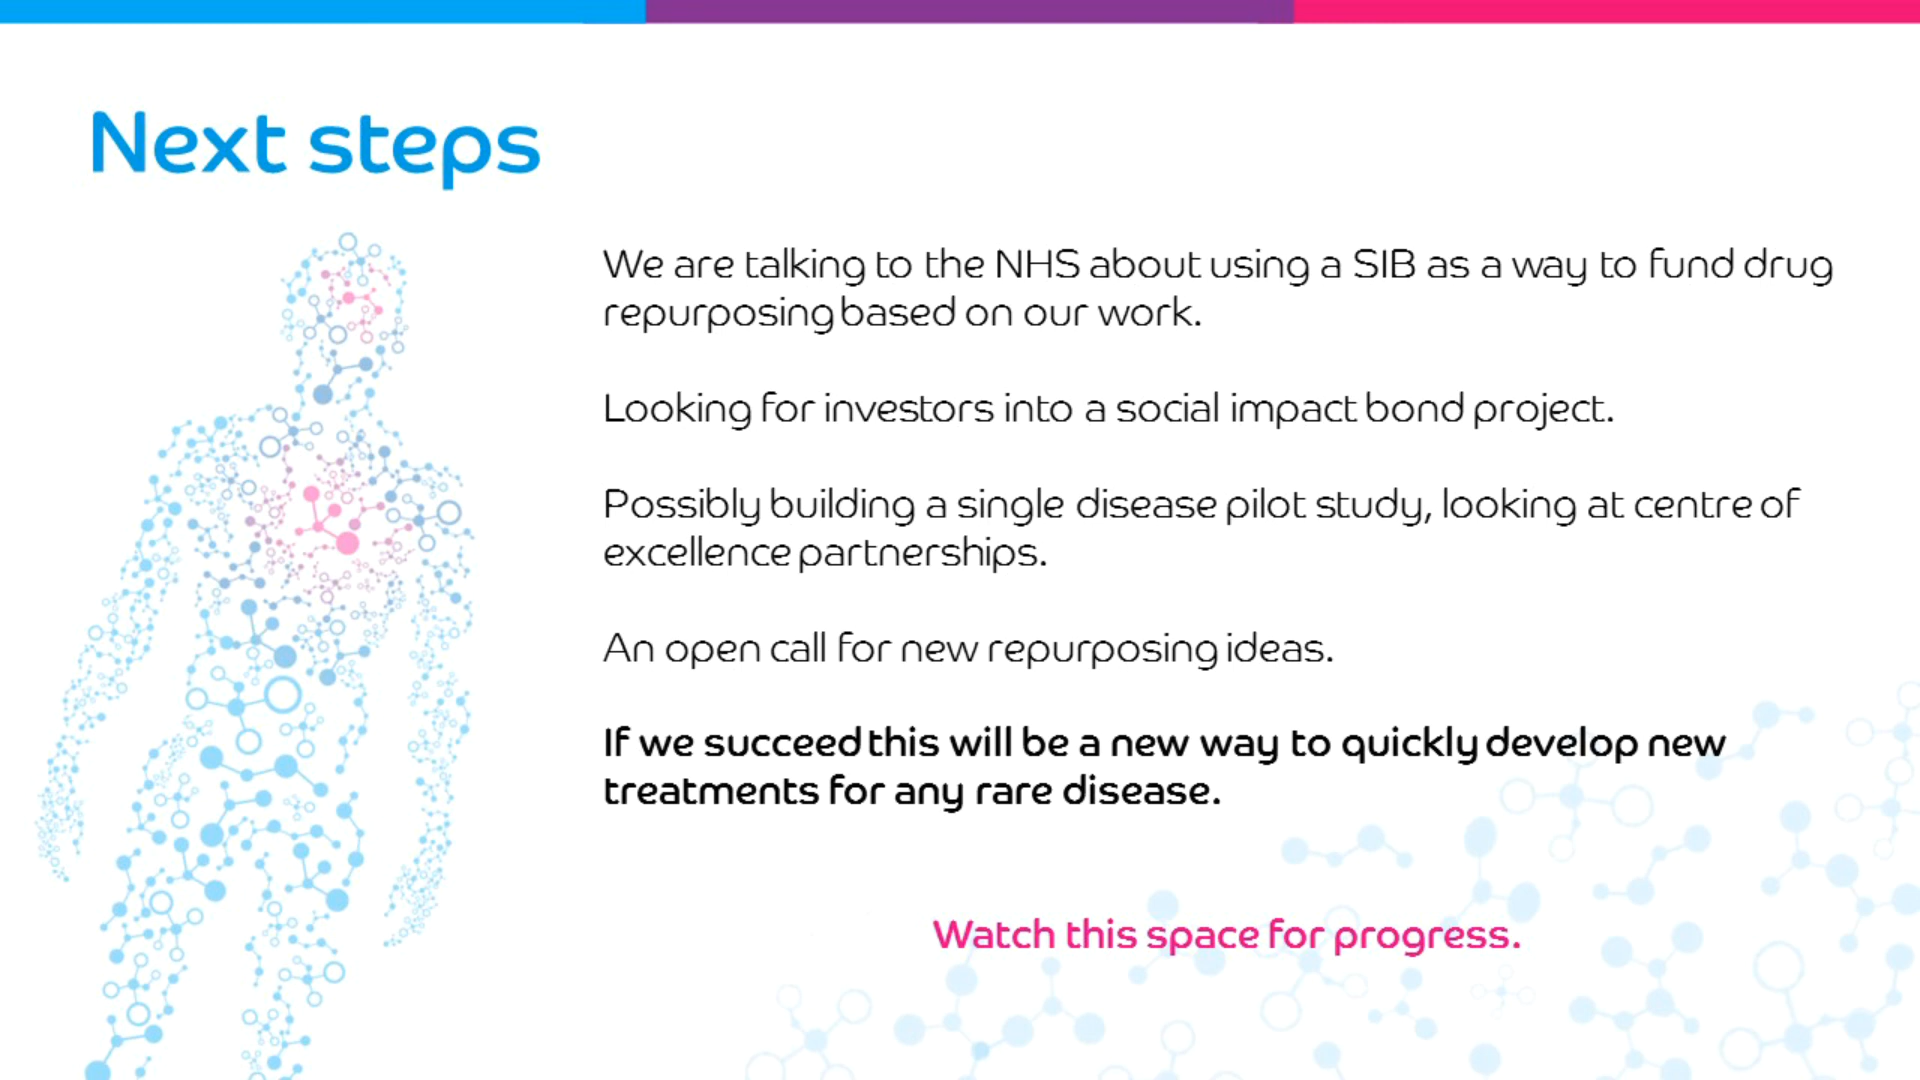 Next steps
We are talking to the NHS about using a SIB as a way to fund drug
repurposing based on our work.
Looking for investors into a social impact bond project.
Possibly building a single disease pilot study, looking at centre of
excellence partnerships.
An open call for new repurposing ideas.
If we succeed this will be a new way to quickly develop new
treatments for any rare disease.
Watch this space for progress.